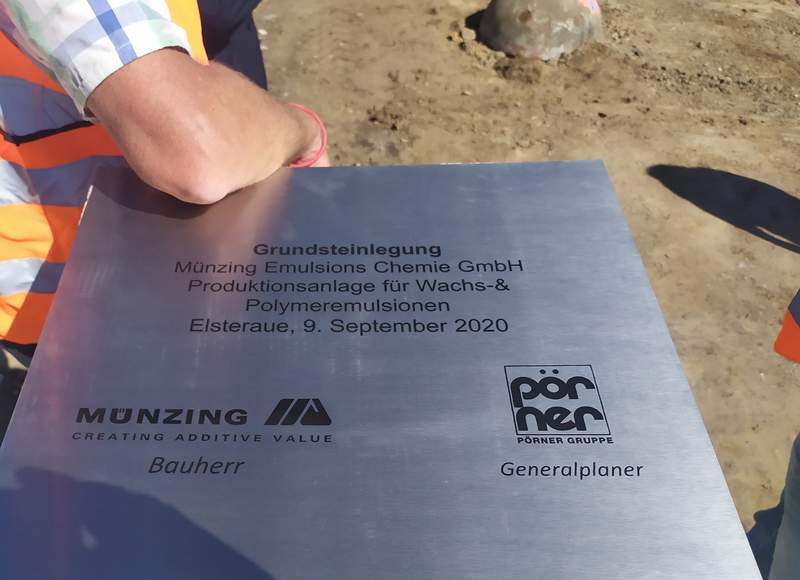 Grundsteinlegung
Münzing Emulsions Chemie GmbH
Produktionsanlage für Wachs-&
Polymeremulsionen
Elsteraue, 9. September 2020
MÜNZING
CREATING ADDITIVE VALUE
Bauherr
pör
ner
PÖRNER GRUPPE
Generalplaner